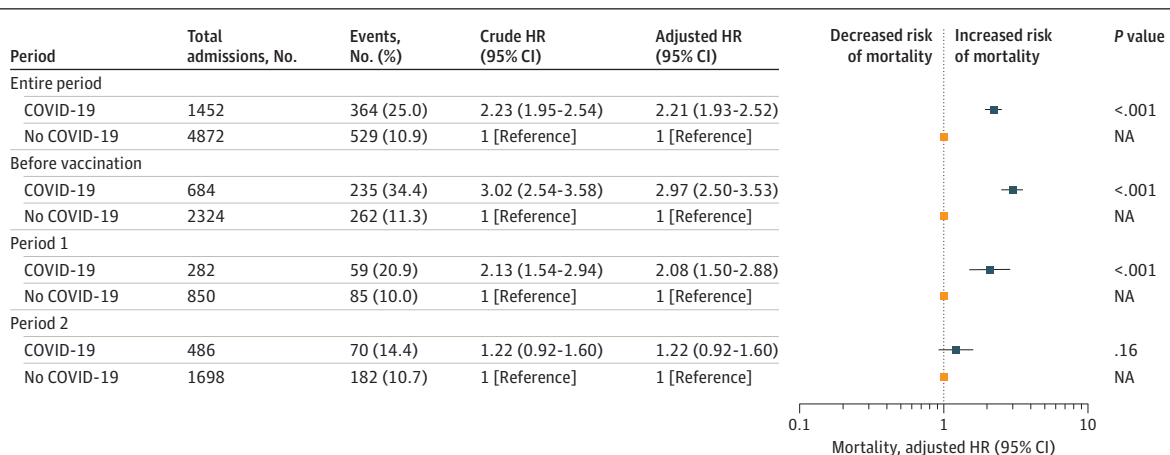 Period Total admissions, No. Events, No. (%) Crude HR (95% CI) Adjusted HR (95% CI) Decreased risk of mortality Increased risk of mortality P value
Entire period
COVID-19 1452 364 (25.0) 2.23 (1.95-2.54) 2.21 (1.93-2.52) <.001
No COVID-19 4872 529 (10.9) 1 [Reference] 1 [Reference] NA
Before vaccination
COVID-19 684 235 (34.4) 3.02 (2.54-3.58) 2.97 (2.50-3.53) <.001
No COVID-19 2324 262 (11.3) 1 [Reference] 1 [Reference] NA
Period 1
COVID-19 282 59 (20.9) 2.13 (1.54-2.94) 2.08 (1.50-2.88) <.001
No COVID-19 850 85 (10.0) 1 [Reference] 1 [Reference] NA
Period 2
COVID-19 486 70 (14.4) 1.22 (0.92-1.60) 1.22 (0.92-1.60) .16
No COVID-19 1698 182 (10.7) 1 [Reference] 1 [Reference] NA
0.1 1 10
Mortality, adjusted HR (95% CI)